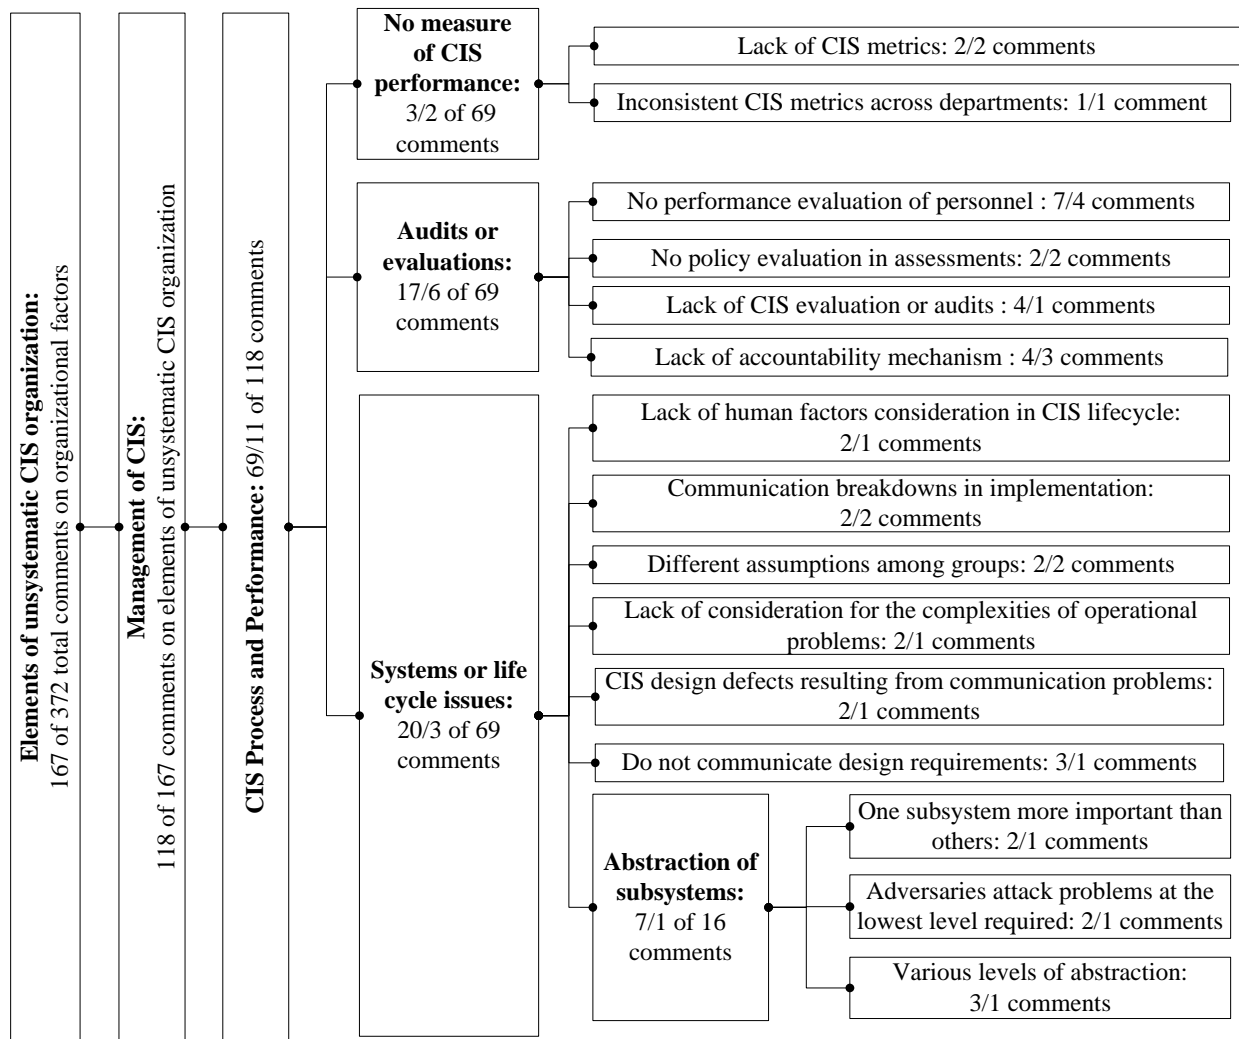 Elements of unsystematic CIS organization:
167 of 372 total comments on organizational factors
Management of CIS:
118 of 167 comments on elements of unsystematic CIS organization
CIS Process and Performance: 69/11 of 118 comments
No measure
of CIS
performance:
3/2 of 69
comments
Lack of CIS metrics: 2/2 comments
Inconsistent CIS metrics across departments: 1/1 comment
Audits or
evaluations:
17/6 of 69
comments
No performance evaluation of personnel : 7/4 comments
No policy evaluation in assessments: 2/2 comments
Lack of CIS evaluation or audits : 4/1 comments
Lack of accountability mechanism : 4/3 comments
Systems or life
cycle issues:
20/3 of 69
comments
Lack of human factors consideration in CIS lifecycle:
2/1 comments
Communication breakdowns in implementation:
2/2 comments
Different assumptions among groups: 2/2 comments
Lack of consideration for the complexities of operational
problems: 2/1 comments
CIS design defects resulting from communication problems:
2/1 comments
Do not communicate design requirements: 3/1 comments
Abstraction of
subsystems:
7/1 of 16
comments
One subsystem more important than
others: 2/1 comments
Adversaries attack problems at the
lowest level required: 2/1 comments
Various levels of abstraction:
3/1 comments